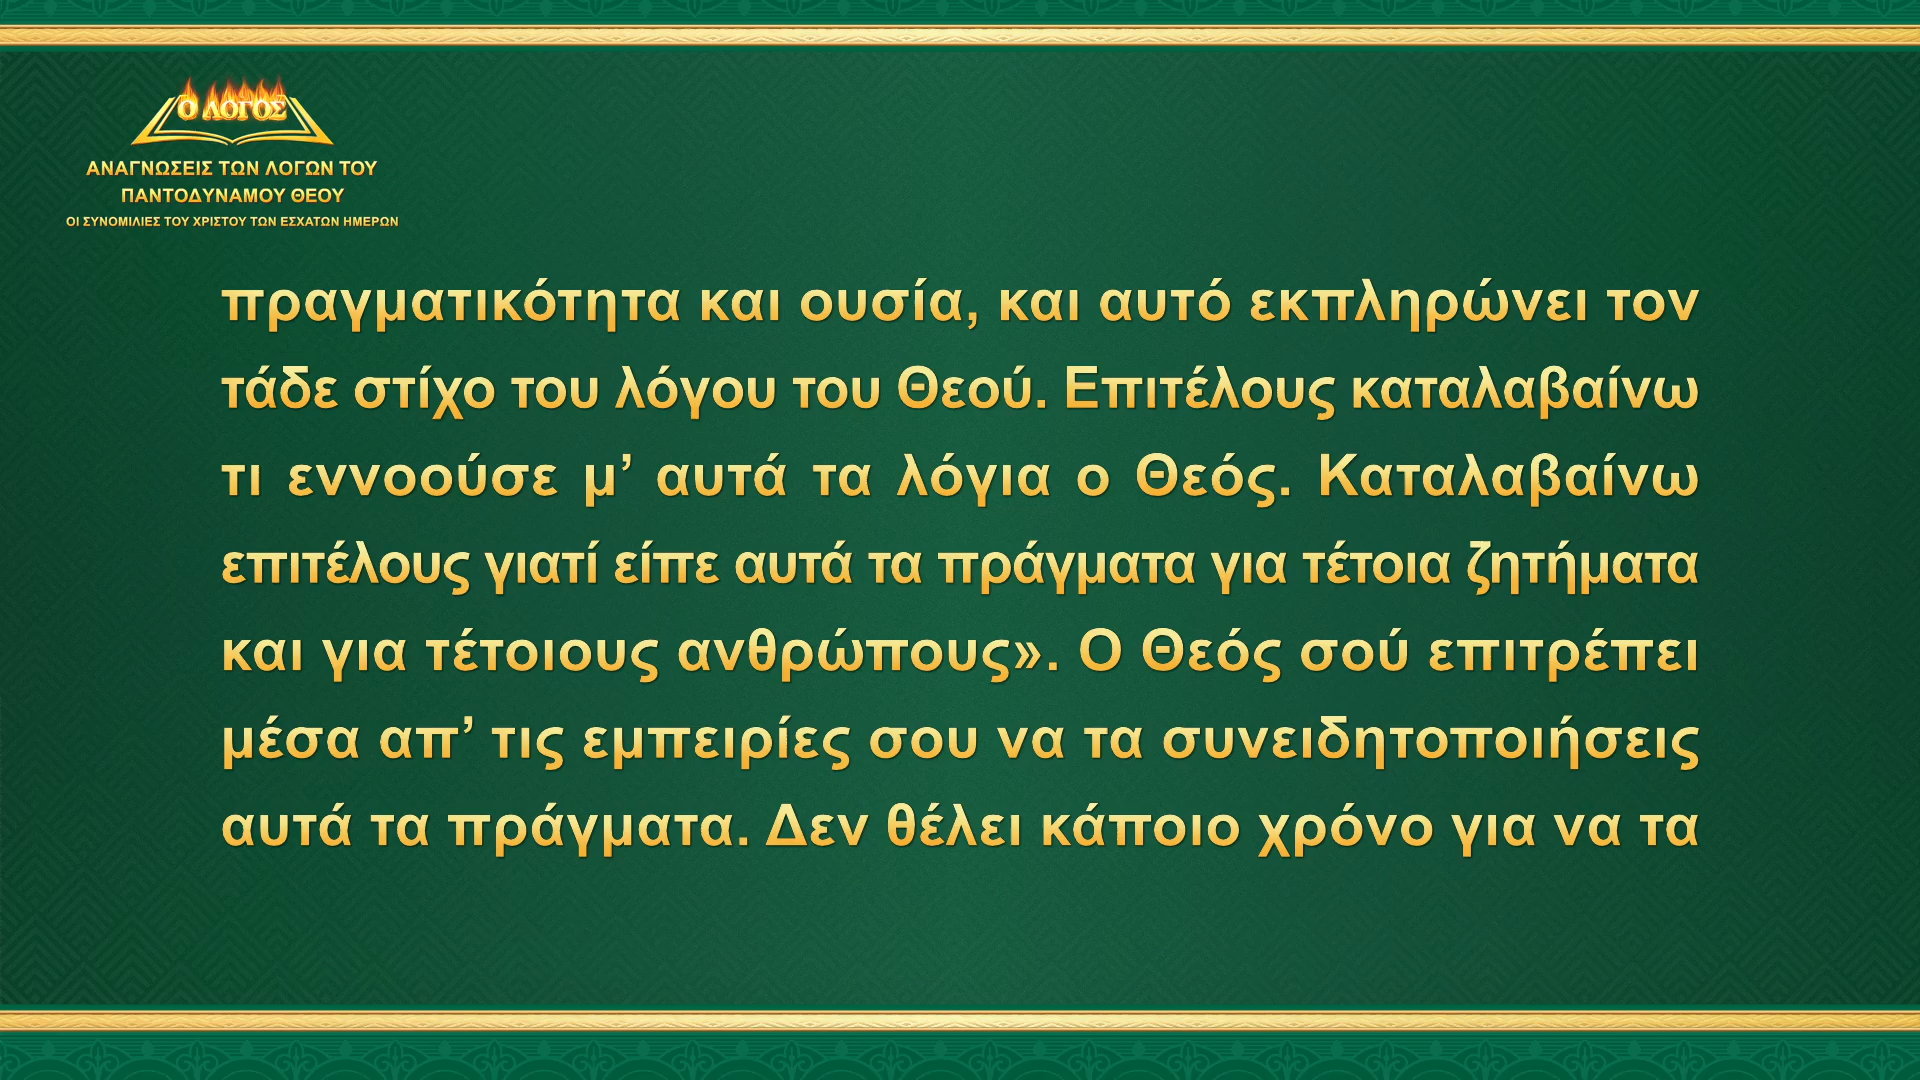 Ο ΛΟΓΟΣ
ΑΝΑΓΝΩΣΕΙΣ ΤΩΝ ΛΟΓΩΝ ΤΟΥ
ΠΑΝΤΟΔΥΝΑΜΟΥ ΘΕΟΥ
ΟΙ ΣΥΝΟΜΙΛΙΕΣ ΤΟΥ ΧΡΙΣΤΟΥ ΤΩΝ ΕΣΧΑΤΩΝ ΗΜΕΡΩΝ
πραγματικότητα και ουσία, και αυτό εκπληρώνει τον
τάδε στίχο του λόγου του Θεού. Επιτέλους καταλαβαίνω
τι εννοούσε μ’ αυτά τα λόγια ο Θεός. Καταλαβαίνω
επιτέλους γιατί είπε αυτά τα πράγματα για τέτοια ζητήματα
και για τέτοιους ανθρώπους». Ο Θεός σού επιτρέπει
μέσα απ’ τις εμπειρίες σου να τα συνειδητοποιήσεις
αυτά τα πράγματα. Δεν θέλει κάποιο χρόνο για να τα